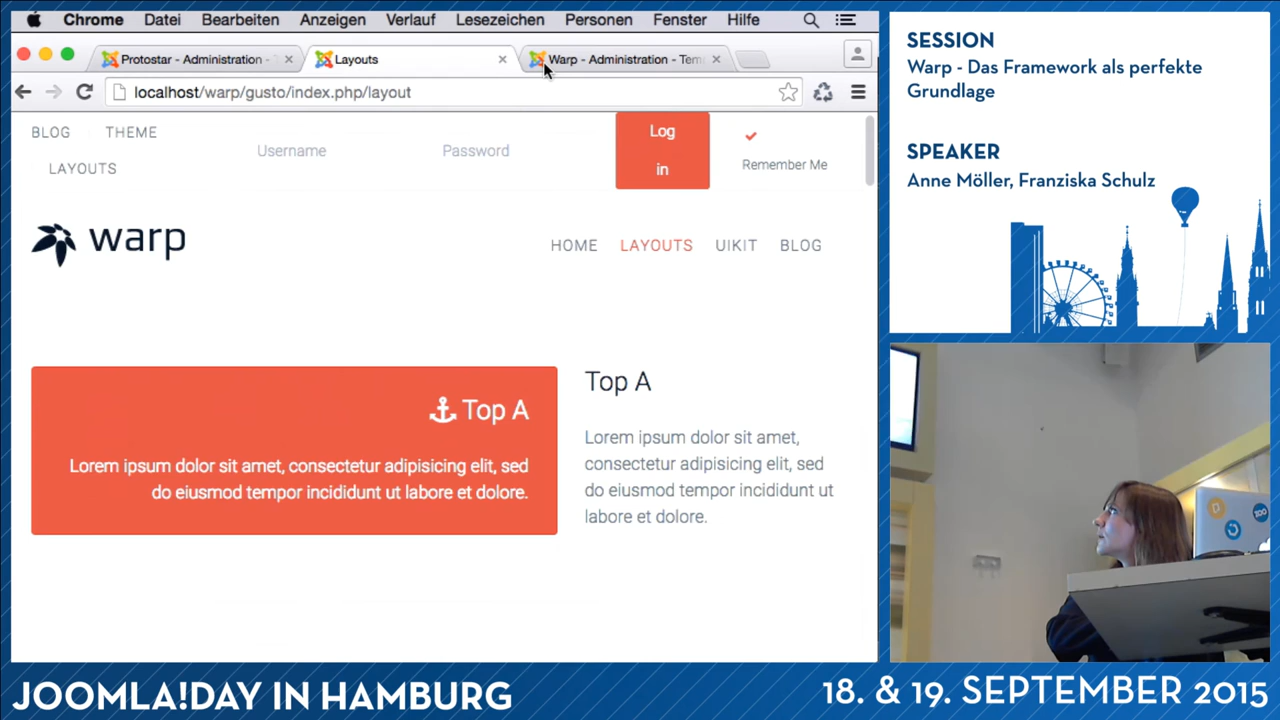 Chrome Datei Bearbeiten Anzeigen Verlauf Lesezeichen Personen Fenster Hilfe
Protostar - Administration - Layouts Warp - Administration - Tem
localhost/warp/gusto/index.php/layout
BLOG THEME
LAYOUTS
Username Password
Log
in
Remember Me
warp
HOME LAYOUTS UIKIT BLOG
Top A
Lorem ipsum dolor sit amet, consectetur adipisicing elit, sed
do eiusmod tempor incididunt ut labore et dolore.
Top A
Lorem ipsum dolor sit amet,
consectetur adipisicing elit, sed
do eiusmod tempor incididunt ut
labore et dolore.
SESSION
Warp - Das Framework als perfekte
Grundlage
SPEAKER
Anne Möller, Franziska Schulz
ZOO
JOOMLA!DAY IN HAMBURG
18. & 19. SEPTEMBER 2015